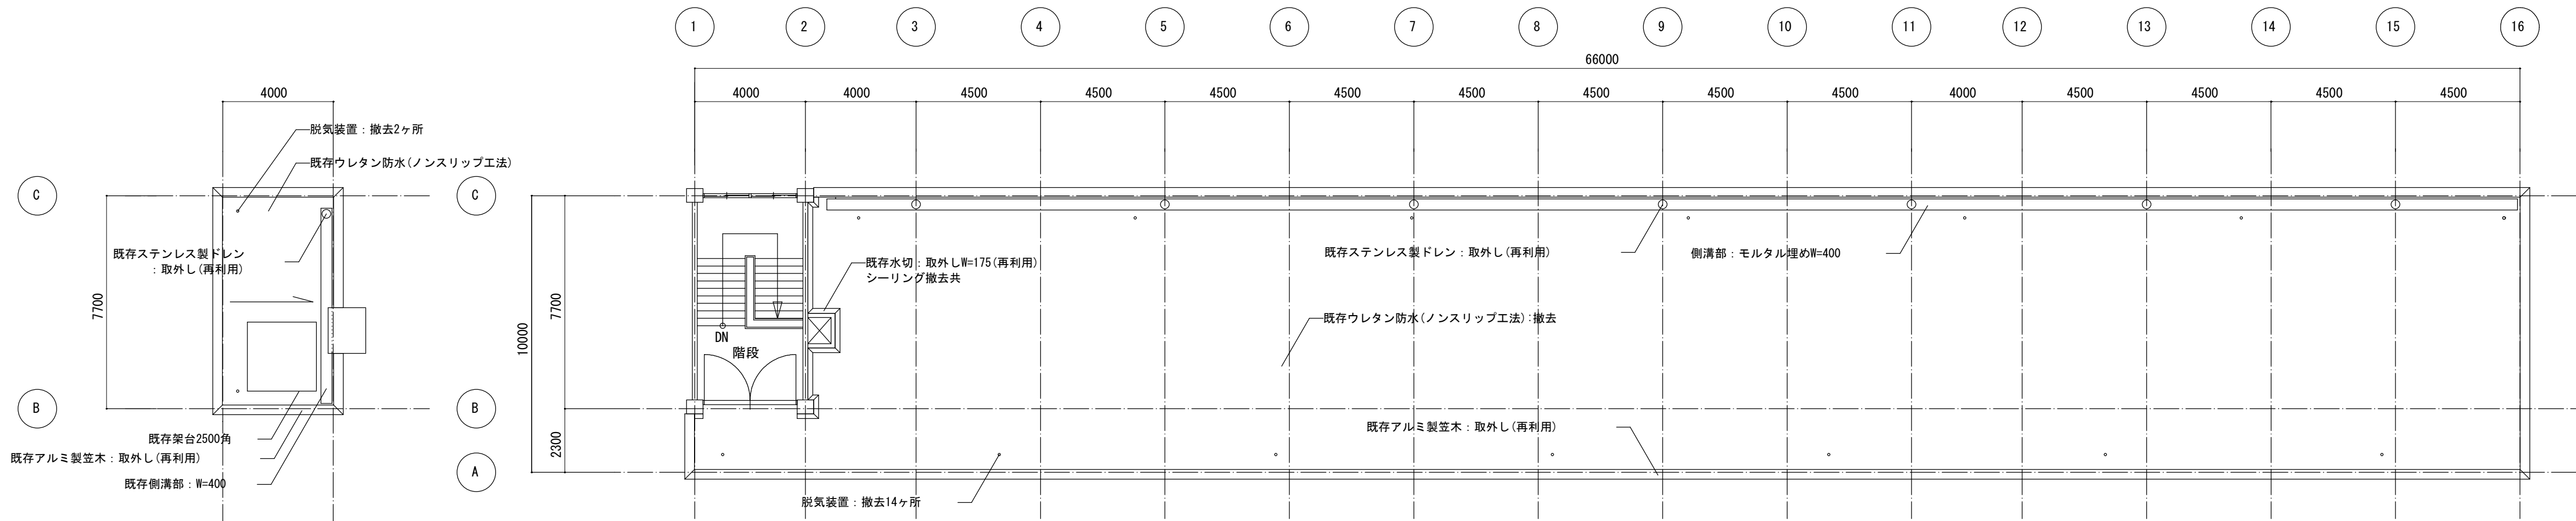 1 2 3 4 5 6 7 8 9 10 11 12 13 14 15 16
66000
4000
4000 4000 4500 4500 4500 4500 4500 4500 4500 4500 4000 4500 4500 4500 4500
脱気装置：撤去2ヶ所
既存ウレタン防水(ノンスリップ工法)
C
既存ステンレス製ドレン
：取外し(再利用)
7700
B
既存架台2500角
既存アルミ製笠木：取外し(再利用)
既存側溝部：W=400
C
既存水切：取外しW=175(再利用)
シーリング撤去共
既存ステンレス製ドレン：取外し(再利用)
側溝部：モルタル埋めW=400
7700
10000
既存ウレタン防水(ノンスリップ工法):撤去
DN
階段
B
既存アルミ製笠木：取外し(再利用)
2300
A
脱気装置：撤去14ヶ所